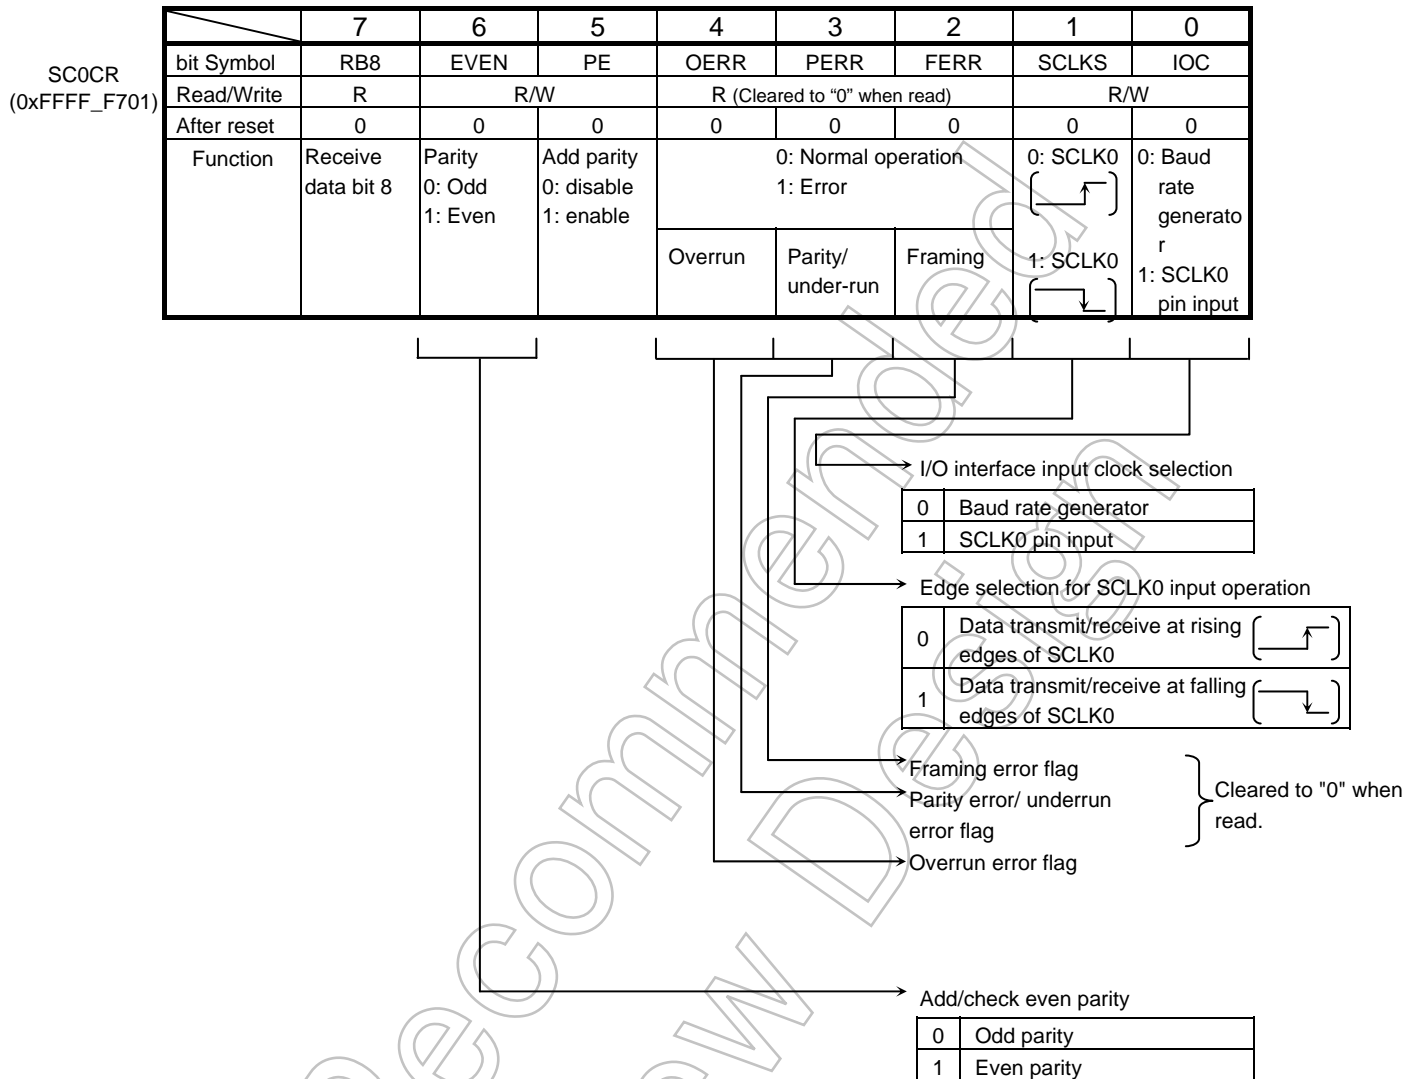 7 6 5 4 3 2 1 0
SC0CR
(0xFFFF_F701)
bit Symbol RB8 EVEN PE OERR PERR FERR SCLKS IOC
Read/Write R R/W R (Cleared to “0” when read) R/W
After reset 0 0 0 0 0 0 0 0
Function
Receive
data bit 8
Parity
0: Odd
1: Even
Add parity
0: disable
1: enable
0: Normal operation
1: Error
Overrun
Parity/
under-run
Framing
0: SCLK0
1: SCLK0
0: Baud
rate
generato
r
1: SCLK0
pin input
I/O interface input clock selection
0 Baud rate generator
1 SCLK0 pin input
Edge selection for SCLK0 input operation
0 Data transmit/receive at rising
edges of SCLK0
1 Data transmit/receive at falling
edges of SCLK0
Framing error flag
Parity error/ underrun
error flag
Overrun error flag
Cleared to "0" when
read.
Add/check even parity
0 Odd parity
1 Even parity
Recommended
ew Design